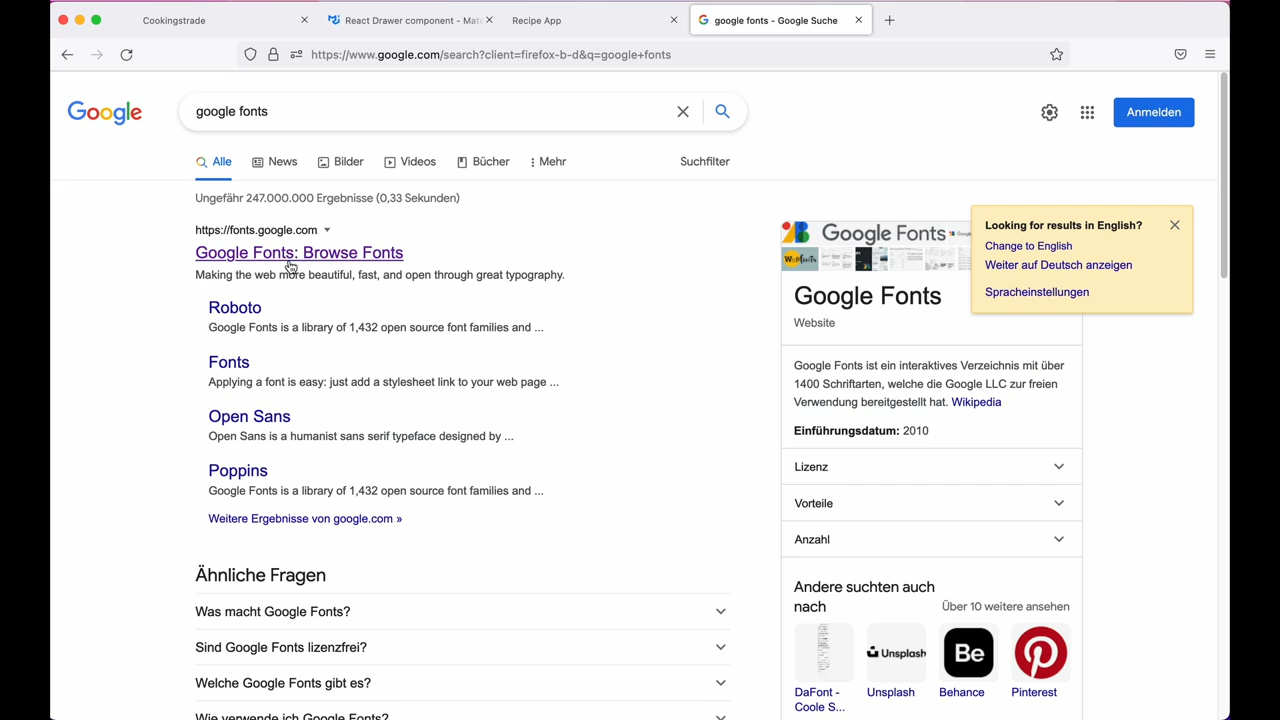 Cookingstrade
React Drawer component - Mate
Recipe App
google fonts - Google Suche
https://www.google.com/search?client=firefox-b-d&q=google+fonts
Google
google fonts
Anmelden
Alle
News
Bilder
Videos
Bücher
Mehr
Suchfilter
Ungefähr 247.000.000 Ergebnisse (0,33 Sekunden)
https://fonts.google.com
Google Fonts: Browse Fonts
Making the web more beautiful, fast, and open through great typography.
Roboto
Google Fonts is a library of 1,432 open source font families and ...
Fonts
Applying a font is easy: just add a stylesheet link to your web page ...
Open Sans
Open Sans is a humanist sans serif typeface designed by ...
Poppins
Google Fonts is a library of 1,432 open source font families and ...
Weitere Ergebnisse von google.com »
Ähnliche Fragen
Was macht Google Fonts?
Sind Google Fonts lizenzfrei?
Welche Google Fonts gibt es?
Wie verwende ich Google Fonts?
Looking for results in English?
Change to English
Weiter auf Deutsch anzeigen
Spracheinstellungen
Google Fonts
Google Fonts
Website
Google Fonts ist ein interaktives Verzeichnis mit über
1400 Schriftarten, welche die Google LLC zur freien
Verwendung bereitgestellt hat. Wikipedia
Einführungsdatum: 2010
Lizenz
Vorteile
Anzahl
Andere suchten auch
nach
Über 10 weitere ansehen
Unsplash
Bē
DaFont -
Coole S...
Unsplash
Behance
Pinterest